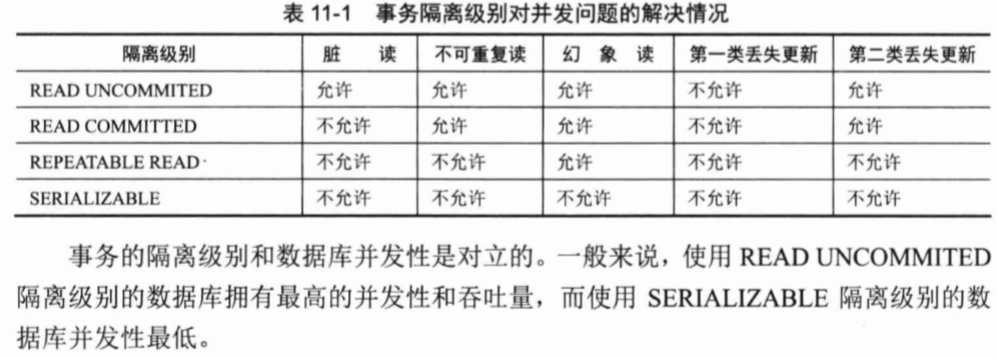 表 11-1 事务隔离级别对并发问题的解决情况
隔离级别 脏 读 不可重复读 幻 象 读 第一类丢失更新 第二类丢失更新
READ UNCOMMITED 允许 允许 允许 不允许 允许
READ COMMITTED 不允许 允许 允许 不允许 允许
REPEATABLE READ 不允许 不允许 允许 不允许 不允许
SERIALIZABLE 不允许 不允许 不允许 不允许 不允许
事务的隔离级别和数据库并发性是对立的。一般来说，使用 READ UNCOMMITED
隔离级别的数据库拥有最高的并发性和吞吐量，而使用 SERIALIZABLE 隔离级别的数
据库并发性最低。